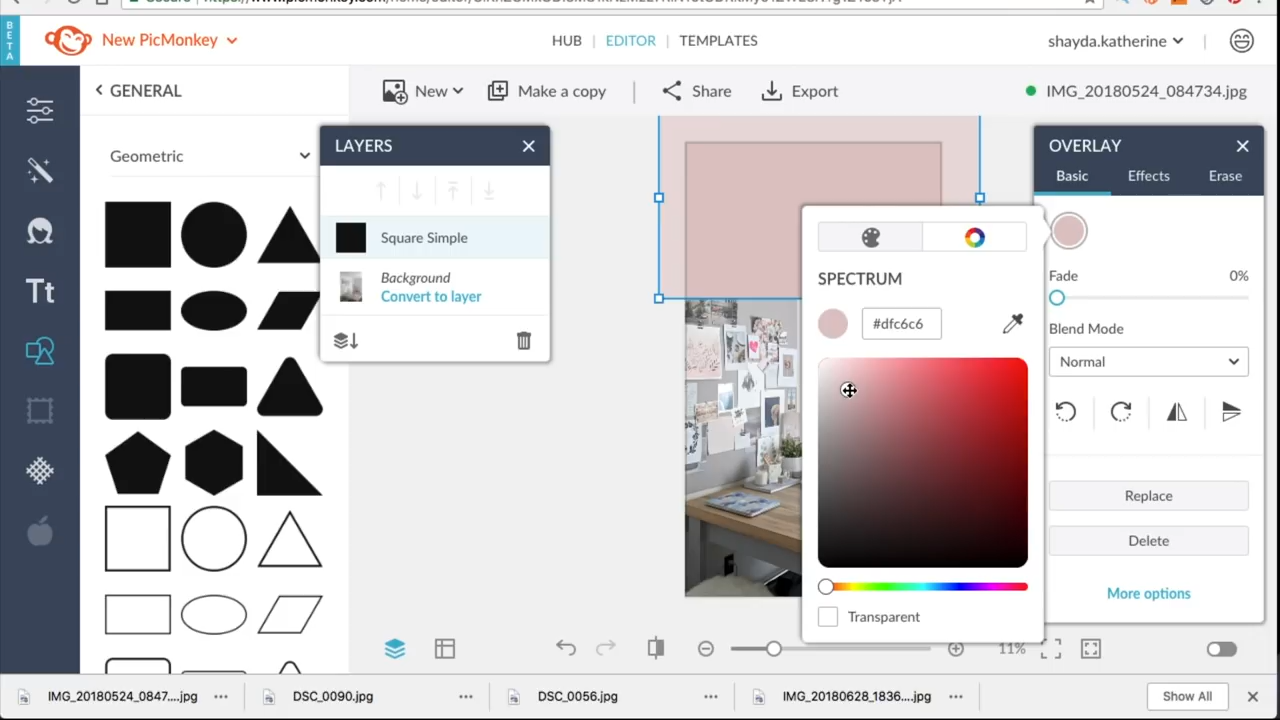 BETA
New PicMonkey
HUB | EDITOR | TEMPLATES
shayda.katherine
GENERAL
New
Make a copy
Share
Export
IMG_20180524_084734.jpg
Geometric
LAYERS
Square Simple
Background
Convert to layer
OVERLAY
Basic
Effects
Erase
Fade
0%
Blend Mode
Normal
Replace
Delete
More options
SPECTRUM
#dfc6c6
Transparent
Tt
11%
IMG_20180524_0847....jpg
DSC_0090.jpg
DSC_0056.jpg
IMG_20180628_1836....jpg
Show All